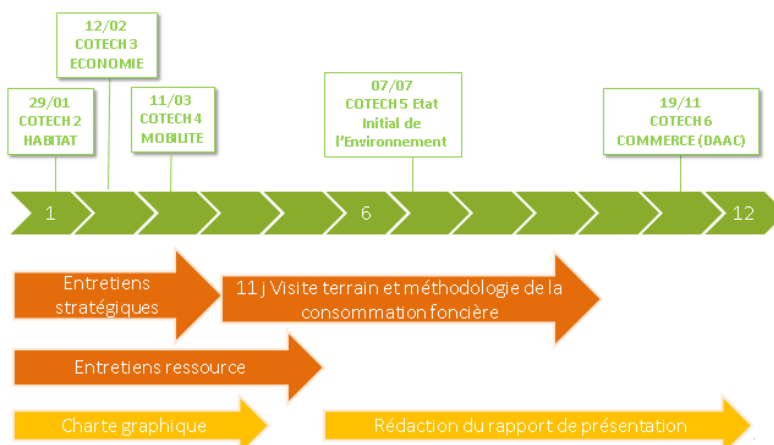 12/02
COTECH 3
ECONOMIE
29/01
COTECH 2
HABITAT
11/03
COTECH 4
MOBILITE
07/07
COTECH 5 Etat
Initial de
l'Environnement
19/11
COTECH 6
COMMERCE (DAAC)
1
6
12
Entretiens
stratégiques
11 j Visite terrain et méthodologie de la
consommation foncière
Entretiens ressource
Charte graphique
Rédaction du rapport de présentation